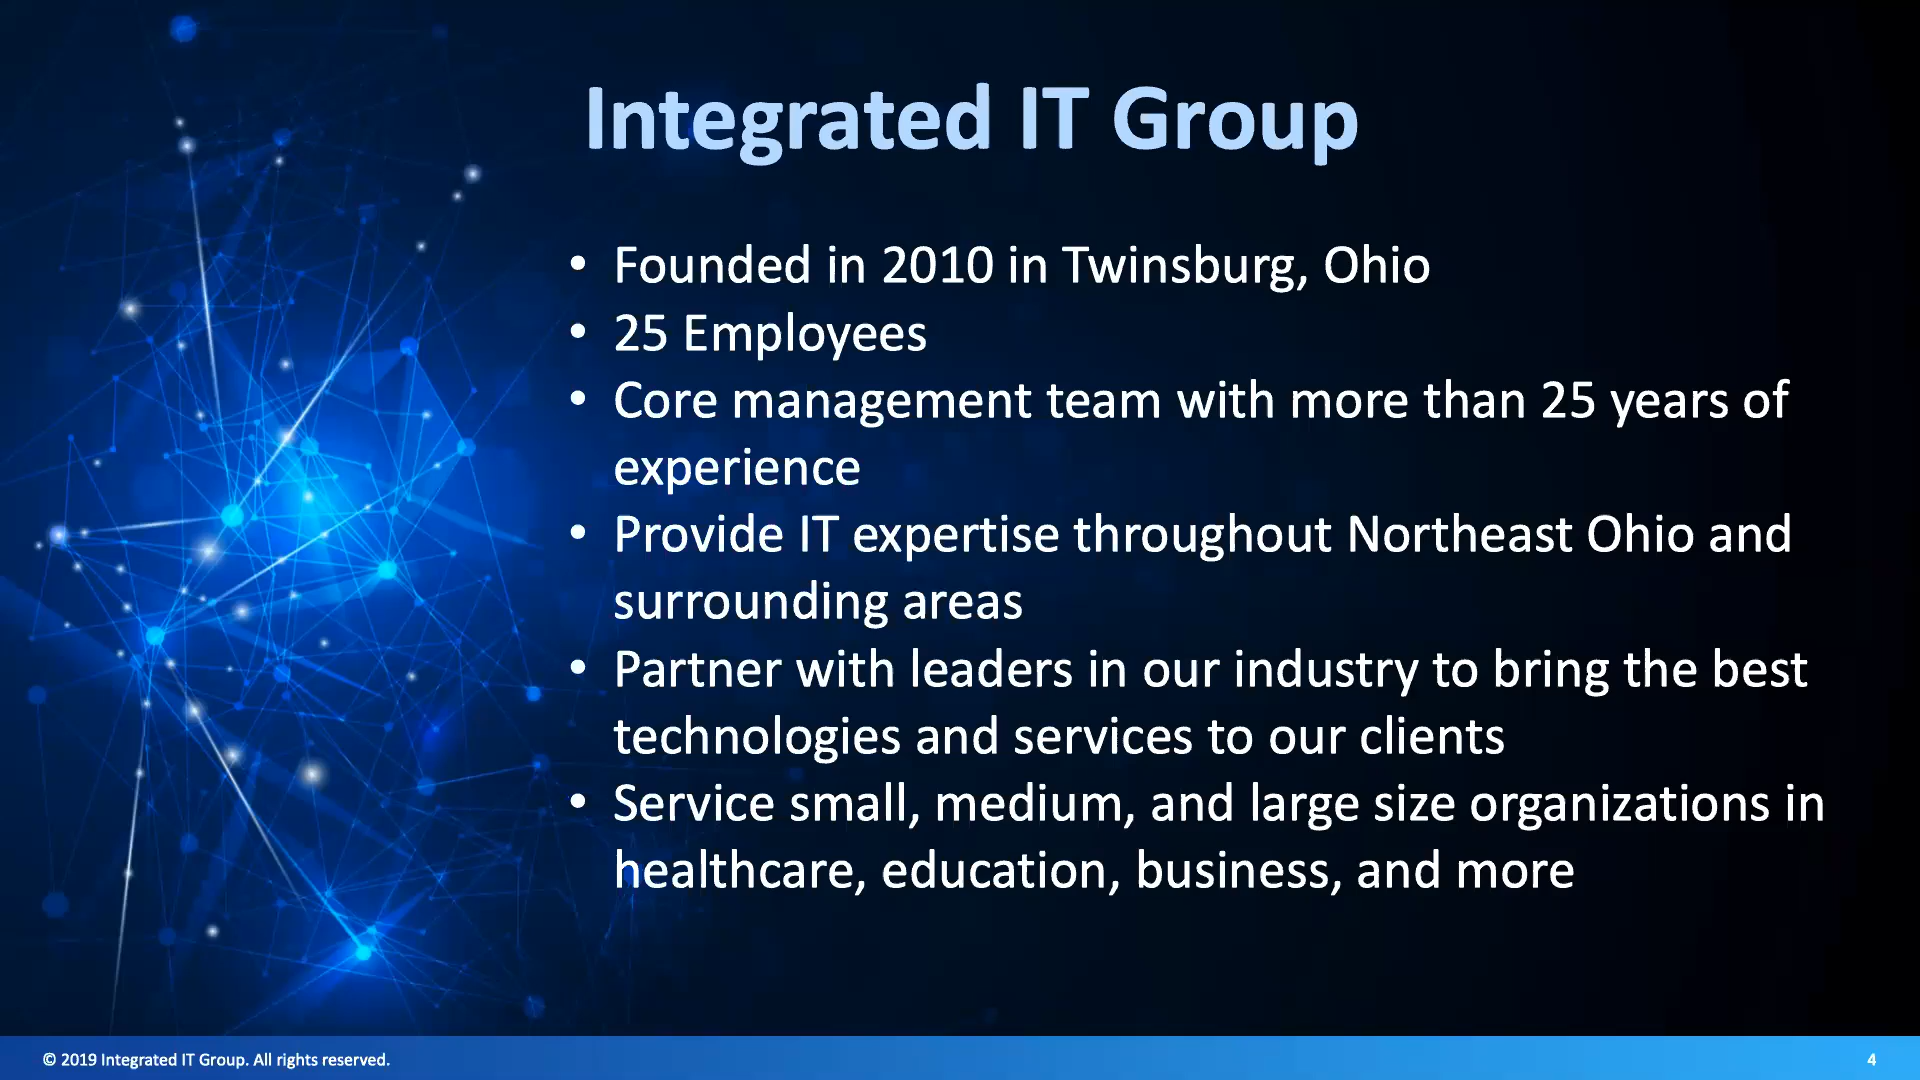 Integrated IT Group
• Founded in 2010 in Twinsburg, Ohio
• 25 Employees
• Core management team with more than 25 years of
experience
• Provide IT expertise throughout Northeast Ohio and
surrounding areas
• Partner with leaders in our industry to bring the best
technologies and services to our clients
• Service small, medium, and large size organizations in
healthcare, education, business, and more
© 2019 Integrated IT Group. All rights reserved.
4